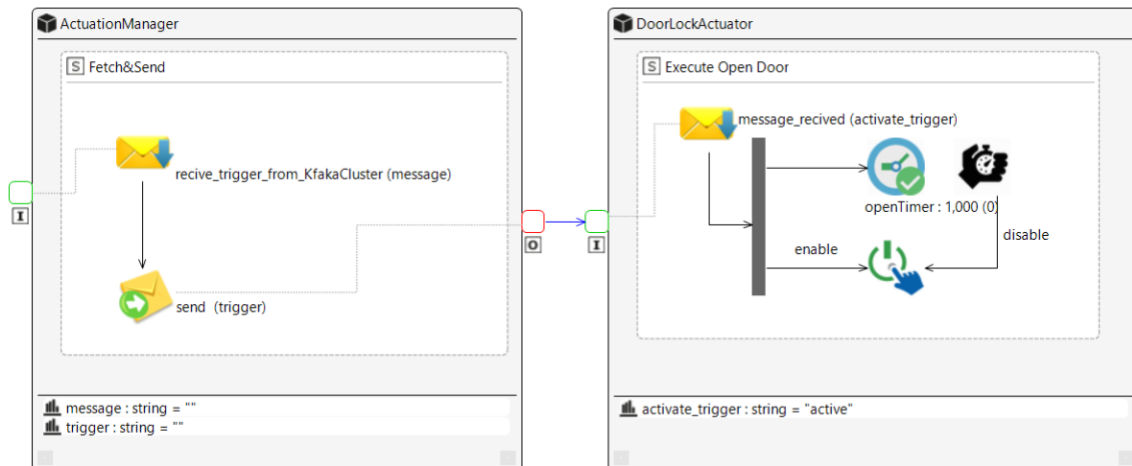 ActuationManager
S Fetch&Send
recive_trigger_from_KfakaCluster (message)
send (trigger)
message : string = ""
trigger : string = ""
I
O
I
DoorLockActuator
S Execute Open Door
message_recived (activate_trigger)
openTimer : 1,000 (0)
enable
disable
activate_trigger : string = "active"